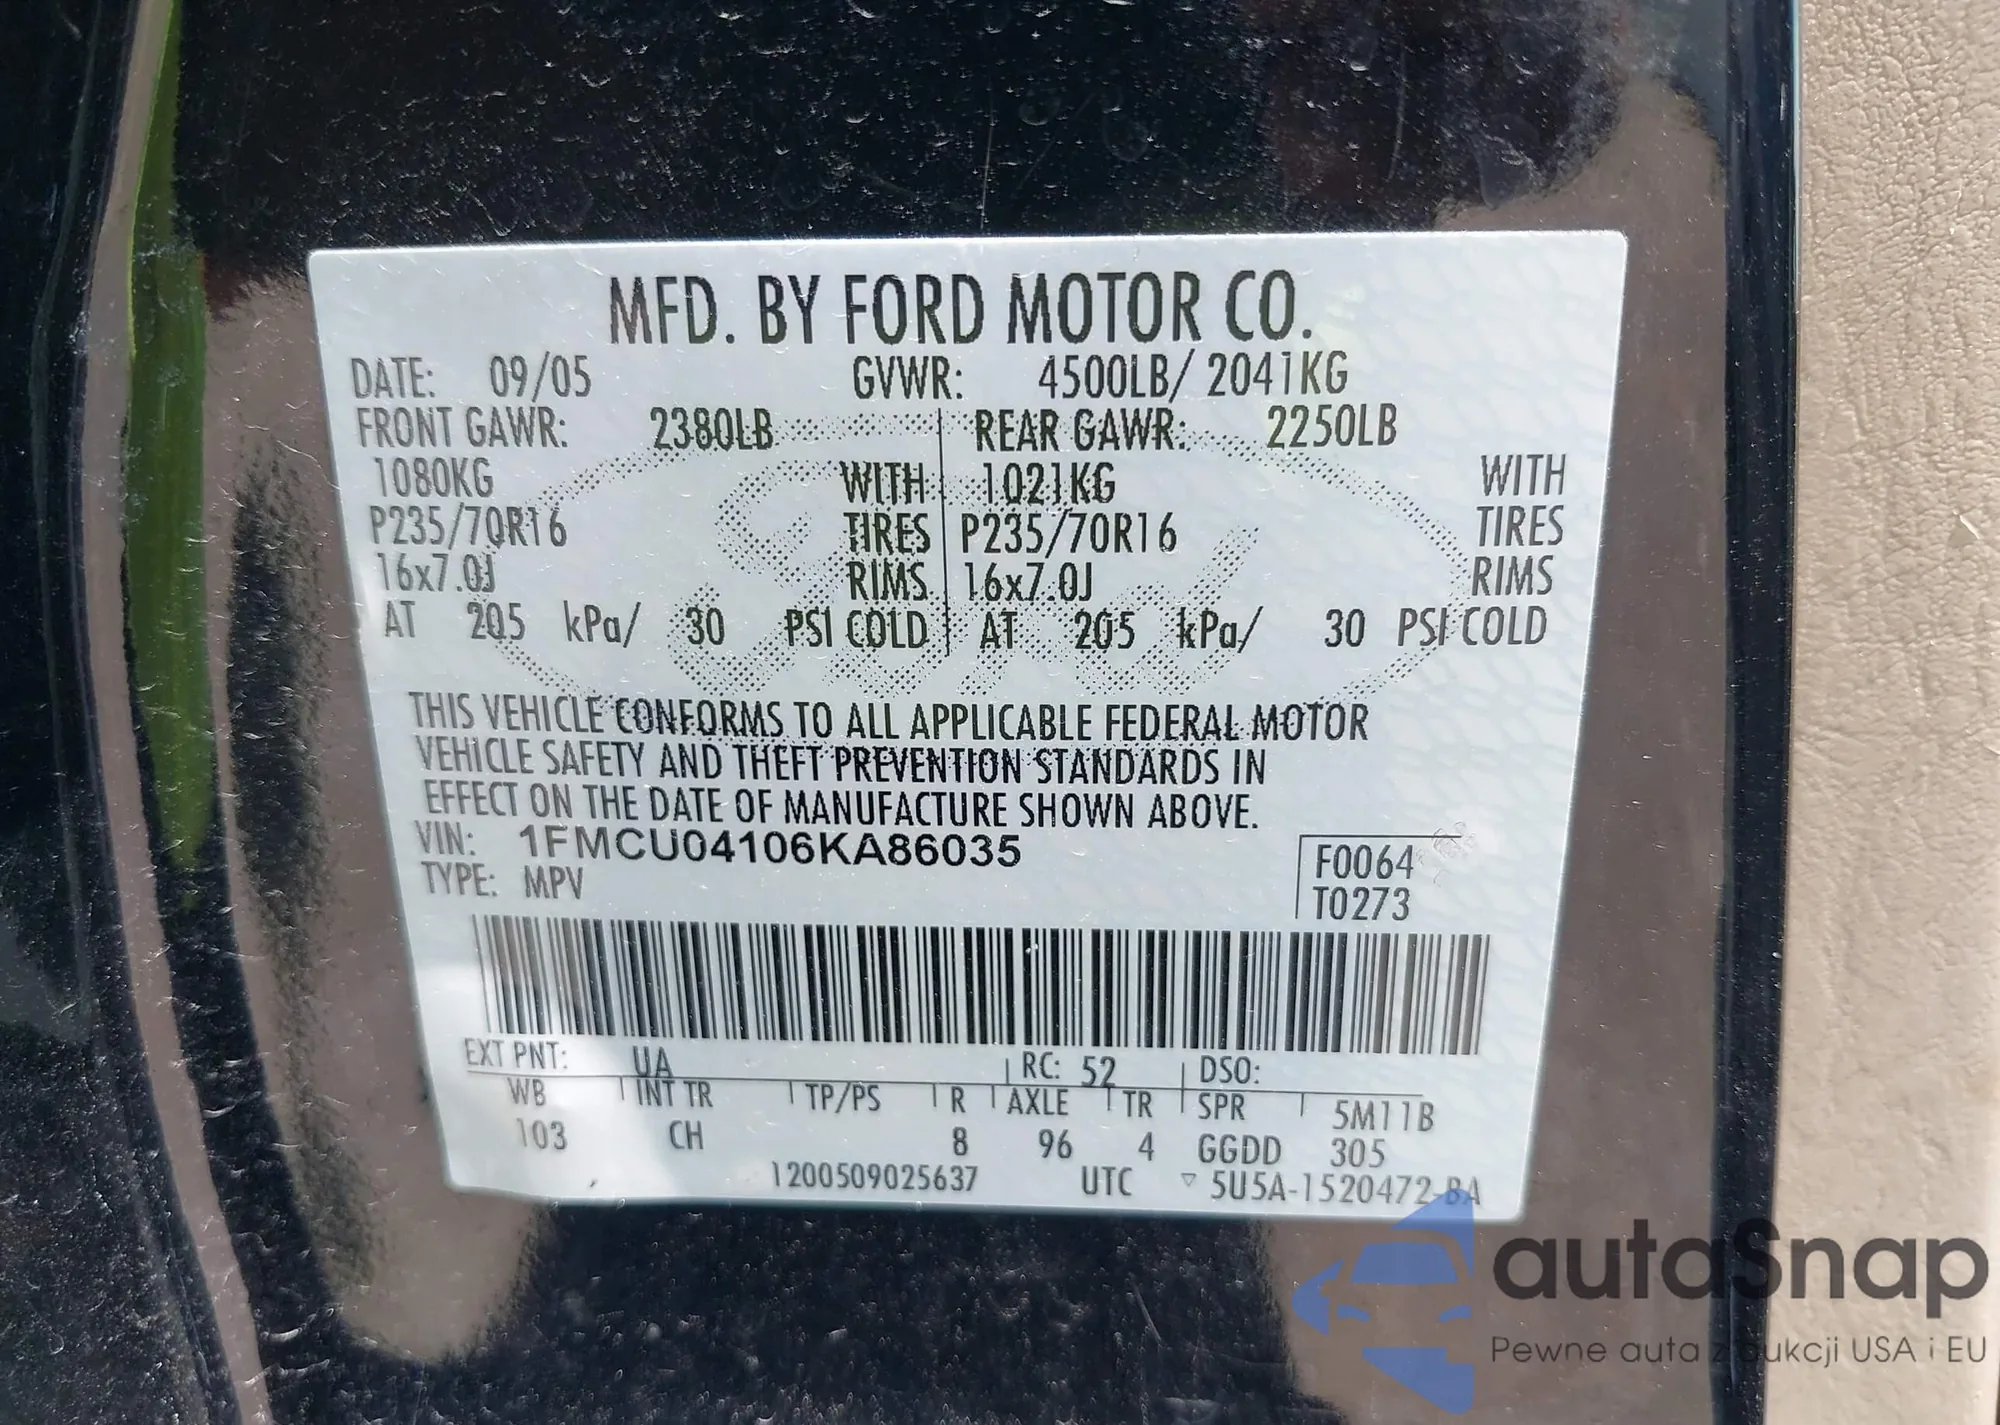 MFD. BY FORD MOTOR CO.
DATE: 09/05 GVWR: 4500LB/ 2041KG
FRONT GAWR: 2380LB REAR GAWR: 2250LB
1080KG WITH 1021KG WITH
P235/70R16 TIRES P235/70R16 TIRES
16x7.0J RIMS 16x7.0J RIMS
AT 205 kPa/ 30 PSI COLD AT 205 kPa/ 30 PSI COLD
THIS VEHICLE CONFORMS TO ALL APPLICABLE FEDERAL MOTOR
VEHICLE SAFETY AND THEFT PREVENTION STANDARDS IN
EFFECT ON THE DATE OF MANUFACTURE SHOWN ABOVE.
VIN: 1FMCU04106KA86035
TYPE: MPV
F0064
T0273
EXT PNT: UA RC: 52 DSO:
WB INT TR TP/PS R AXLE TR SPR 5M11B
103 CH 8 96 4 GGDD 305
1200509025637 UTC ▽ 5U5A-1520472-BA
Ford
autaSnap
Pewne auta z aukcji USA i EU